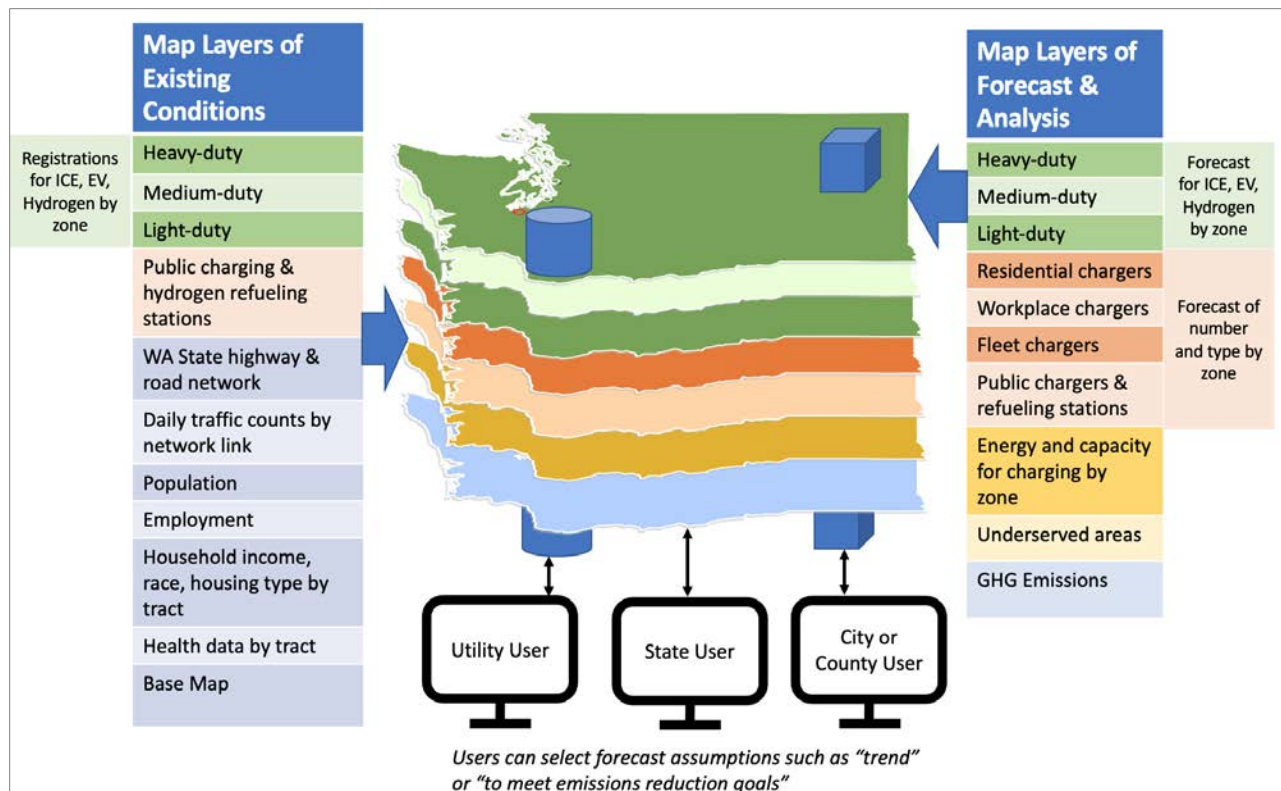 Map Layers of
Existing
Conditions
Registrations
for ICE, EV,
Hydrogen by
zone
Heavy-duty
Medium-duty
Light-duty
Public charging &
hydrogen refueling
stations
WA State highway &
road network
Daily traffic counts by
network link
Population
Employment
Household income,
race, housing type by
tract
Health data by tract
Base Map
Map Layers of
Forecast &
Analysis
Heavy-duty
Medium-duty
Light-duty
Residential chargers
Workplace chargers
Fleet chargers
Public chargers &
refueling stations
Energy and capacity
for charging by
zone
Underserved areas
GHG Emissions
Forecast
for ICE, EV,
Hydrogen
by zone
Forecast of
number
and type by
zone
Utility User
State User
City or
County User
Users can select forecast assumptions such as “trend”
or “to meet emissions reduction goals”